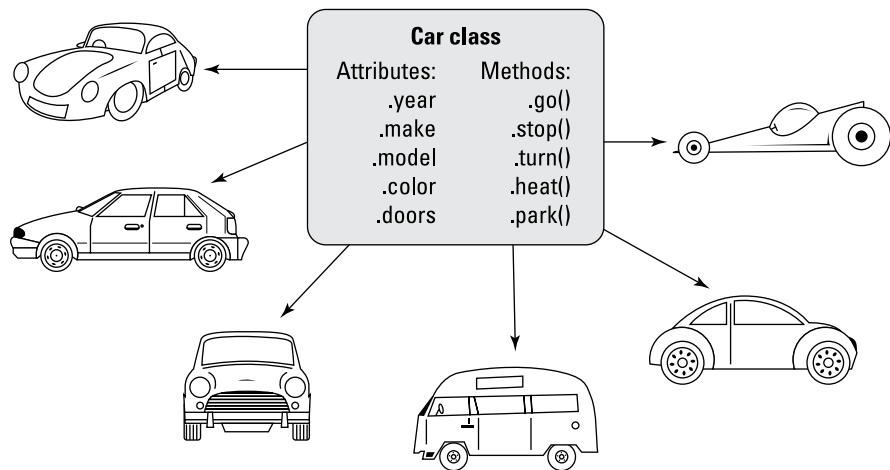 Car class
Attributes: Methods:
.year .go()
.make .stop()
.model .turn()
.color .heat()
.doors .park()